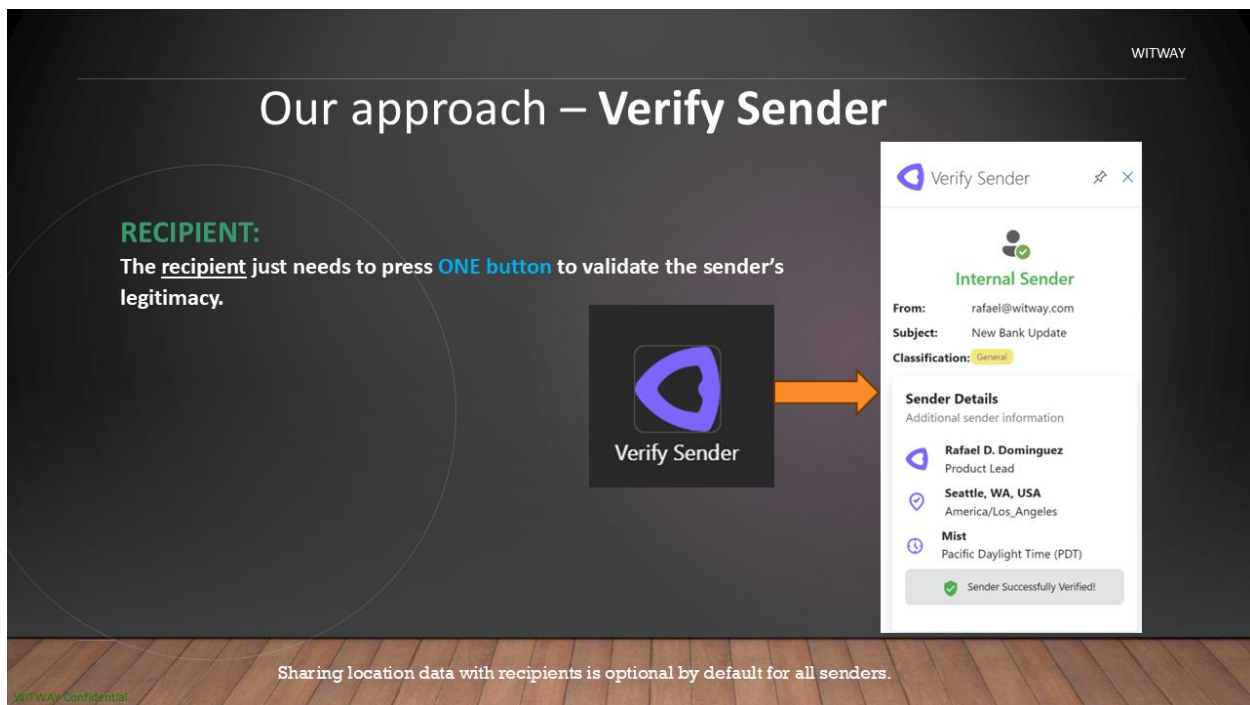 WITWAY
Our approach – Verify Sender
RECIPIENT:
The recipient just needs to press ONE button to validate the sender's
legitimacy.
Verify Sender
Verify Sender
Internal Sender
From: rafael@witway.com
Subject: New Bank Update
Classification: General
Sender Details
Additional sender information
Rafael D. Dominguez
Product Lead
Seattle, WA, USA
America/Los_Angeles
Mist
Pacific Daylight Time (PDT)
Sender Successfully Verified!
Sharing location data with recipients is optional by default for all senders.
WITWAY Confidential